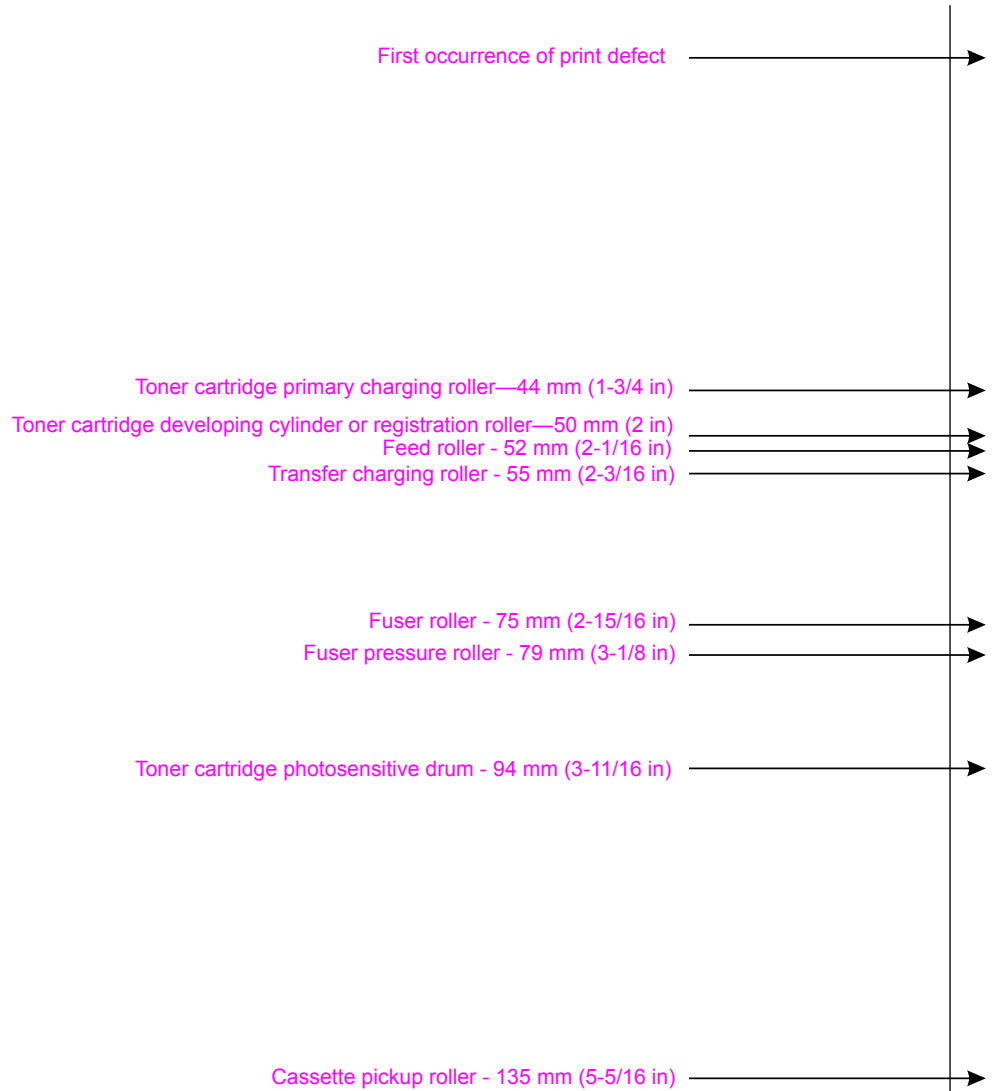 First occurrence of print defect
Toner cartridge primary charging roller—44 mm (1-3/4 in)
Toner cartridge developing cylinder or registration roller—50 mm (2 in)
Feed roller - 52 mm (2-1/16 in)
Transfer charging roller - 55 mm (2-3/16 in)
Fuser roller - 75 mm (2-15/16 in)
Fuser pressure roller - 79 mm (3-1/8 in)
Toner cartridge photosensitive drum - 94 mm (3-11/16 in)
Cassette pickup roller - 135 mm (5-5/16 in)